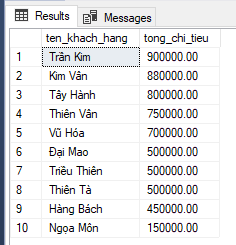 Results Messages
ten_khach_hang tong_chi_tieu
1 Trần Kim 900000.00
2 Kim Vân 880000.00
3 Tây Hành 800000.00
4 Thiên Vân 750000.00
5 Vũ Hóa 700000.00
6 Đại Mao 500000.00
7 Triều Thiên 500000.00
8 Thiên Tà 500000.00
9 Hàng Bách 450000.00
10 Ngọa Môn 150000.00